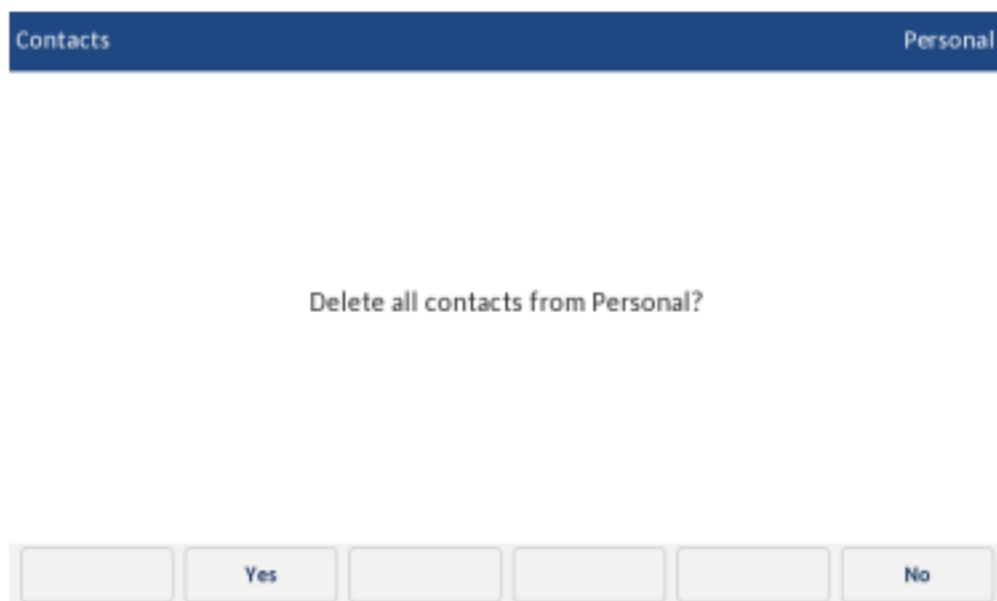 Contacts Personal
Delete all contacts from Personal?
Yes No